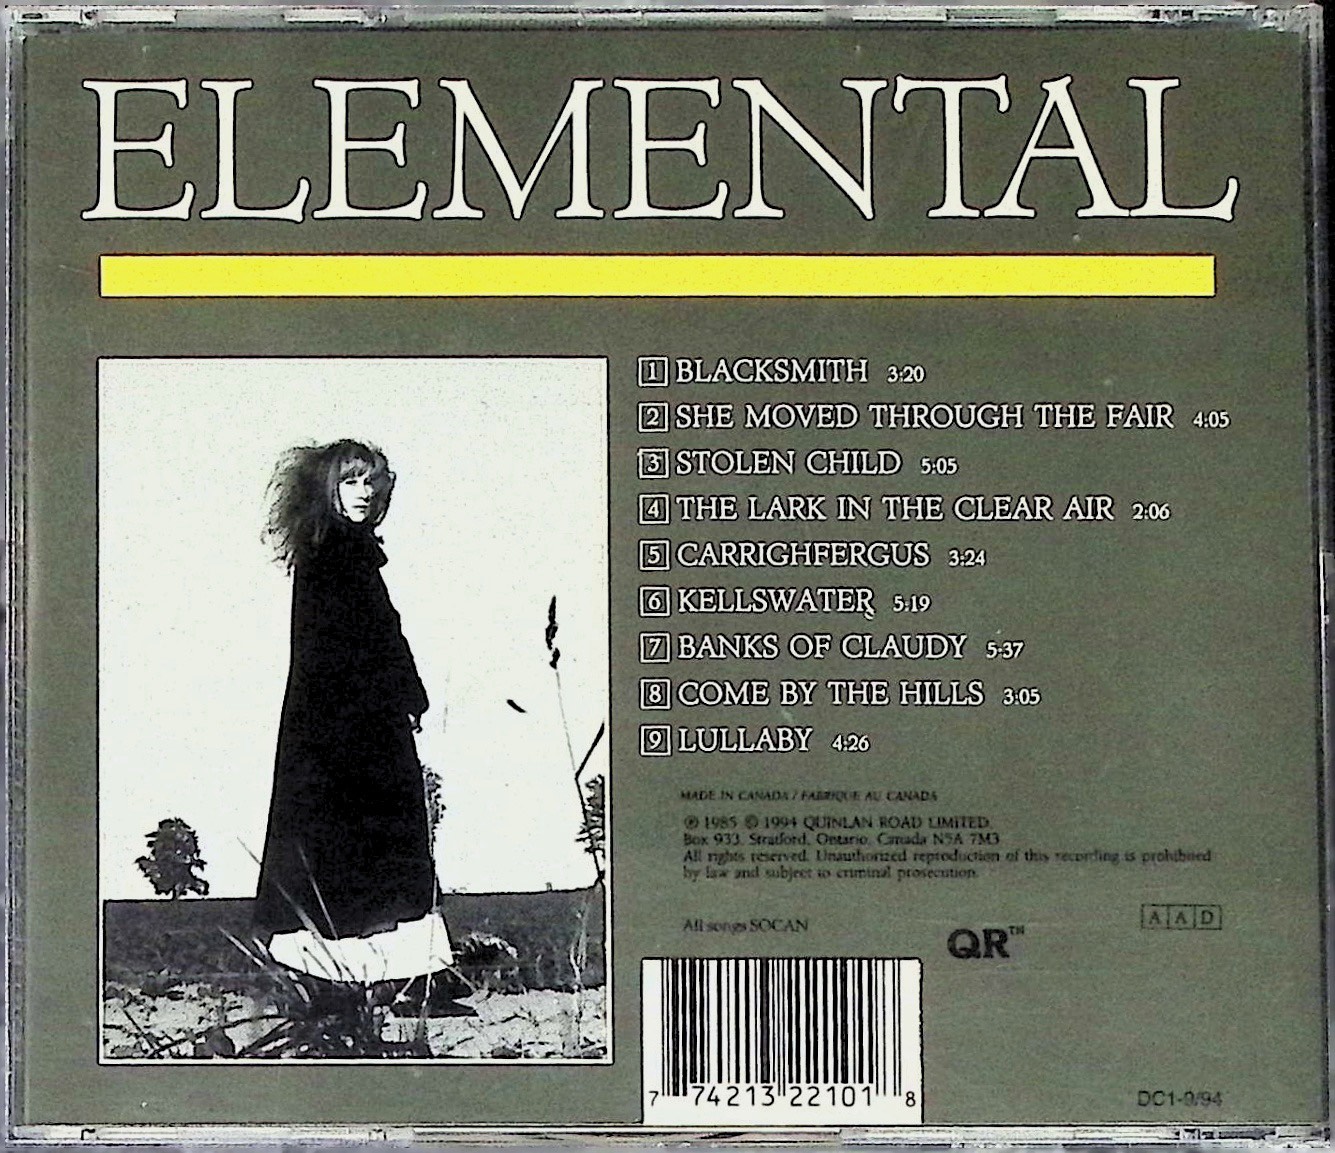 ELEMENTAL
1 BLACKSMITH 3:20
2 SHE MOVED THROUGH THE FAIR 4:05
3 STOLEN CHILD 5:05
4 THE LARK IN THE CLEAR AIR 2:06
5 CARRIGHFERGUS 3:24
6 KELLSWATER 5:19
7 BANKS OF CLAUDY 5:37
8 COME BY THE HILLS 3:05
9 LULLABY 4:26
MADE IN CANADA / FABRIQUE AU CANADA
℗ 1985 © 1994 QUINLAN ROAD LIMITED
Box 933, Stratford, Ontario, Canada N5A 7M3
All rights reserved. Unauthorized reproduction of this recording is prohibited
by law and subject to criminal prosecution.
All songs SOCAN
AAD
QR™
7 74213 22101 8
DC1-9/94